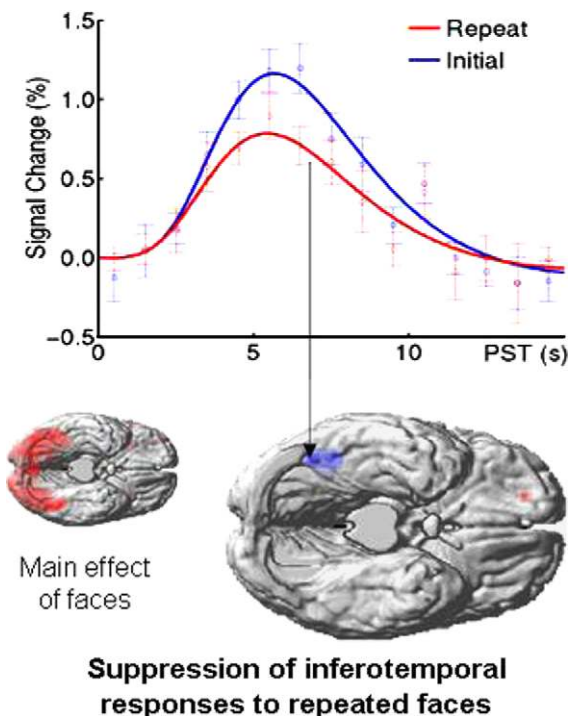 1.5
Repeat
Initial
1.0
Signal Change (%)
0.5
0.0
-0.5
0
5
10
PST (s)
Main effect
of faces
Suppression of inferotemporal
responses to repeated faces